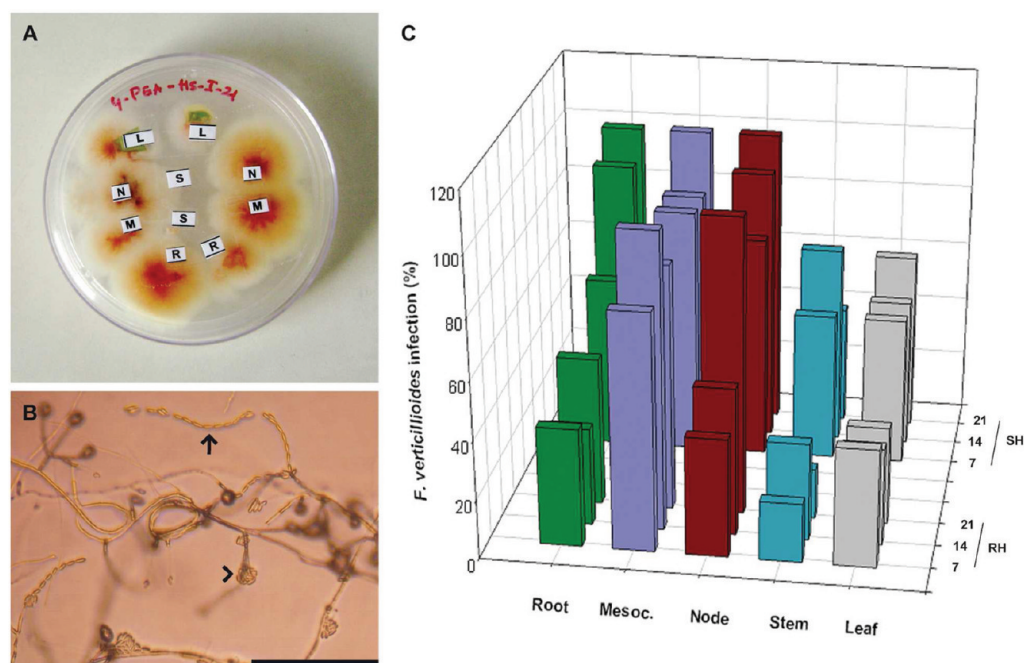 A
4-PEA-HS-I-21
L
L
N
S
N
M
S
M
R
R
B
C
F. verticillioides infection (%)
120
100
80
60
40
20
0
Root Mesoc. Node Stem Leaf
21
14 SH
7
21
14 RH
7